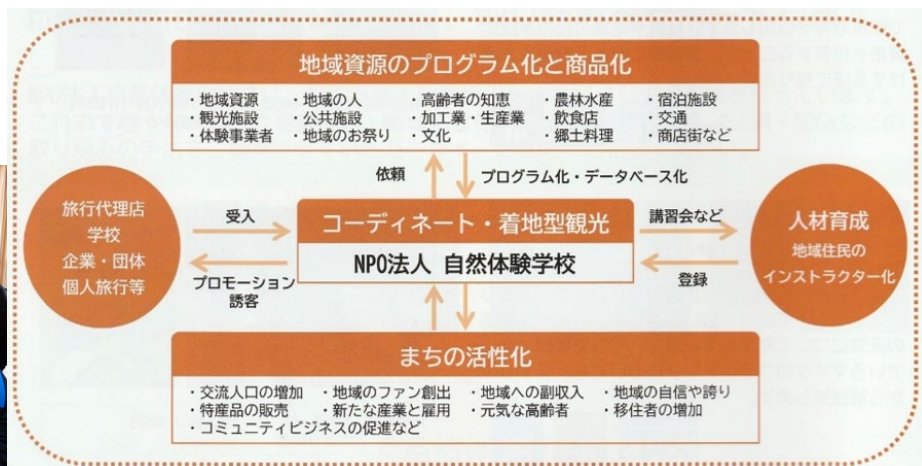 地域資源のプログラム化と商品化
・地域資源 ・地域の人 ・高齢者の知恵 ・農林水産 ・宿泊施設
・観光施設 ・公共施設 ・加工業・生産業 ・飲食店 ・交通
・体験事業者 ・地域のお祭り ・文化 ・郷土料理 ・商店街など
依頼
プログラム化・データベース化
旅行代理店
学校
企業・団体
個人旅行等
受入
プロモーション
誘客
コーディネート・着地型観光
NPO法人 自然体験学校
講習会など
登録
人材育成
地域住民の
インストラクター化
まちの活性化
・交流人口の増加 ・地域のファン創出 ・地域への副収入 ・地域の自信や誇り
・特産品の販売 ・新たな産業と雇用 ・元気な高齢者 ・移住者の増加
・コミュニティビジネスの促進など